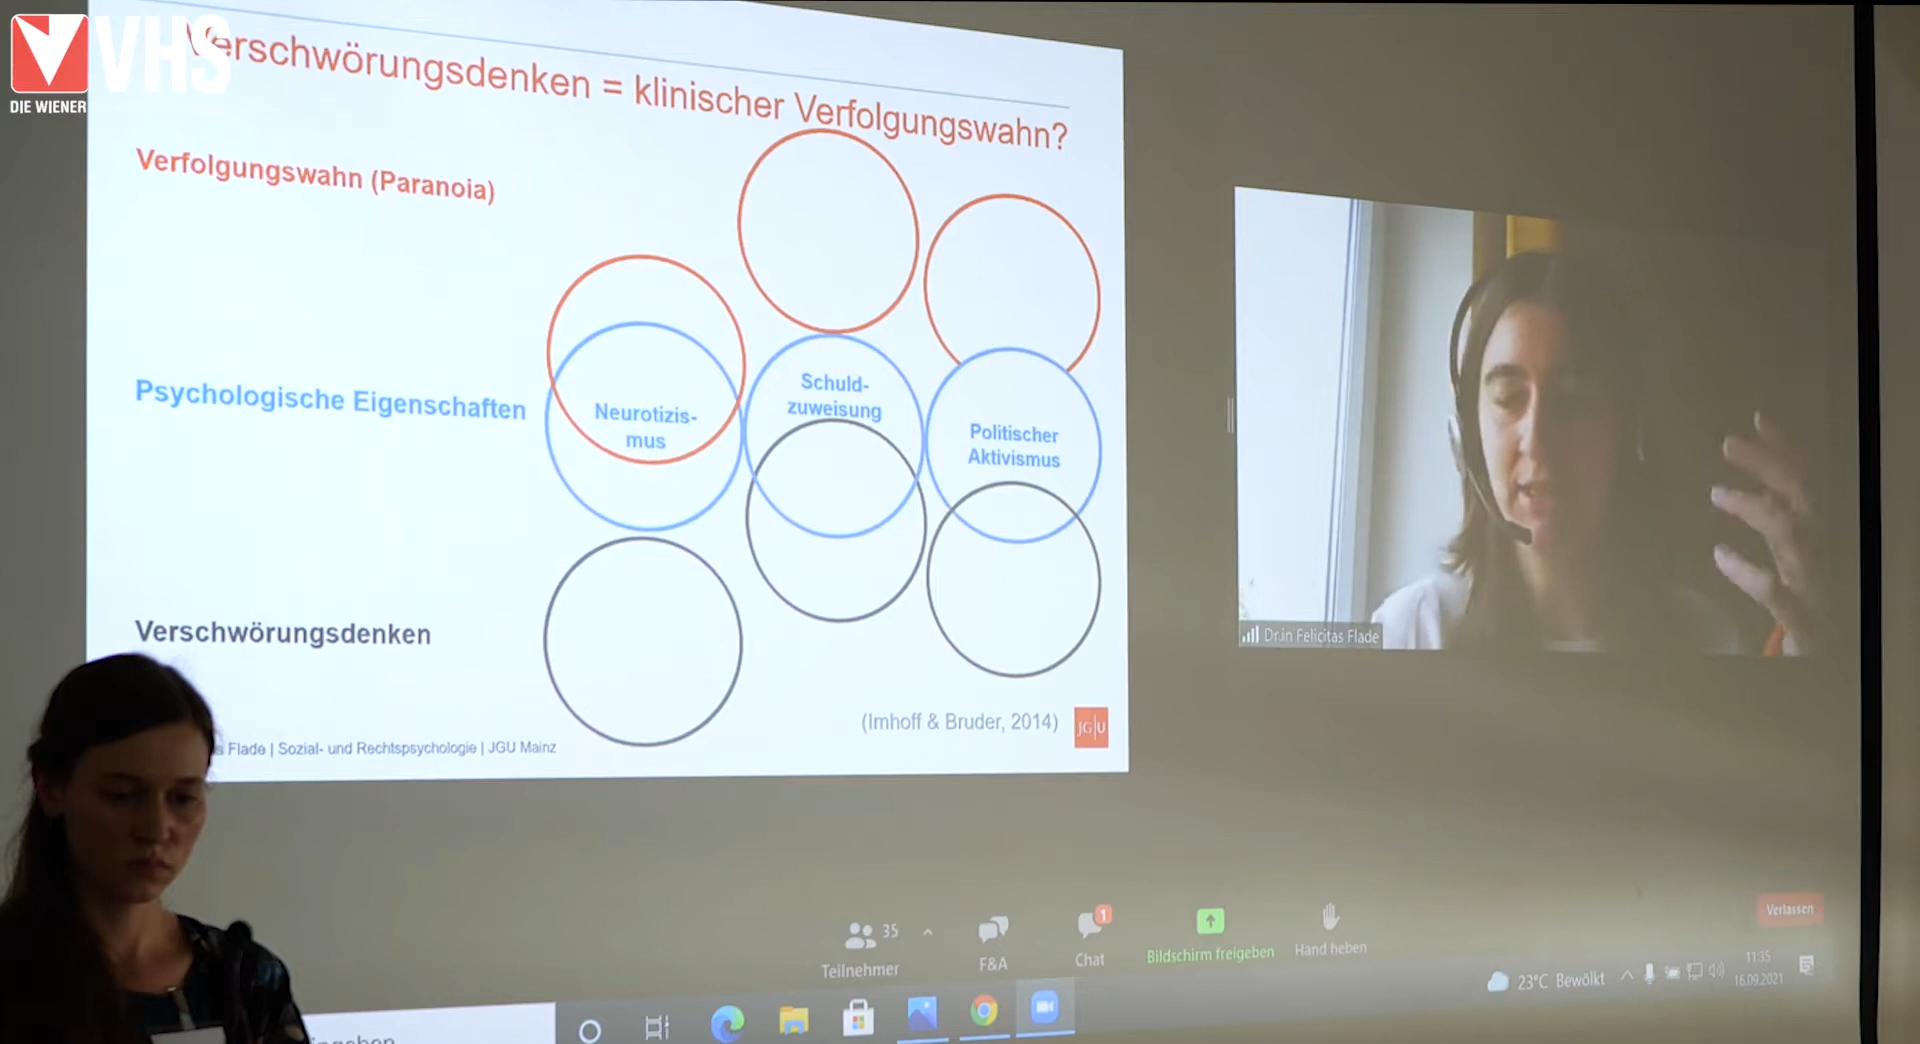 VHS
DIE WIENER
Verschwörungsdenken = klinischer Verfolgungswahn?
Verfolgungswahn (Paranoia)
Psychologische Eigenschaften
Neurotizis-
mus
Schuld-
zuweisung
Politischer
Aktivismus
Verschwörungsdenken
(Imhoff & Bruder, 2014)
JG|U
s Flade | Sozial- und Rechtspsychologie | JGU Mainz
Dr.in Felicitas Flade
35
Teilnehmer
F&A
1
Chat
Bildschirm freigeben
Hand heben
Verlassen
23°C Bewölkt
11:35
16.09.2021